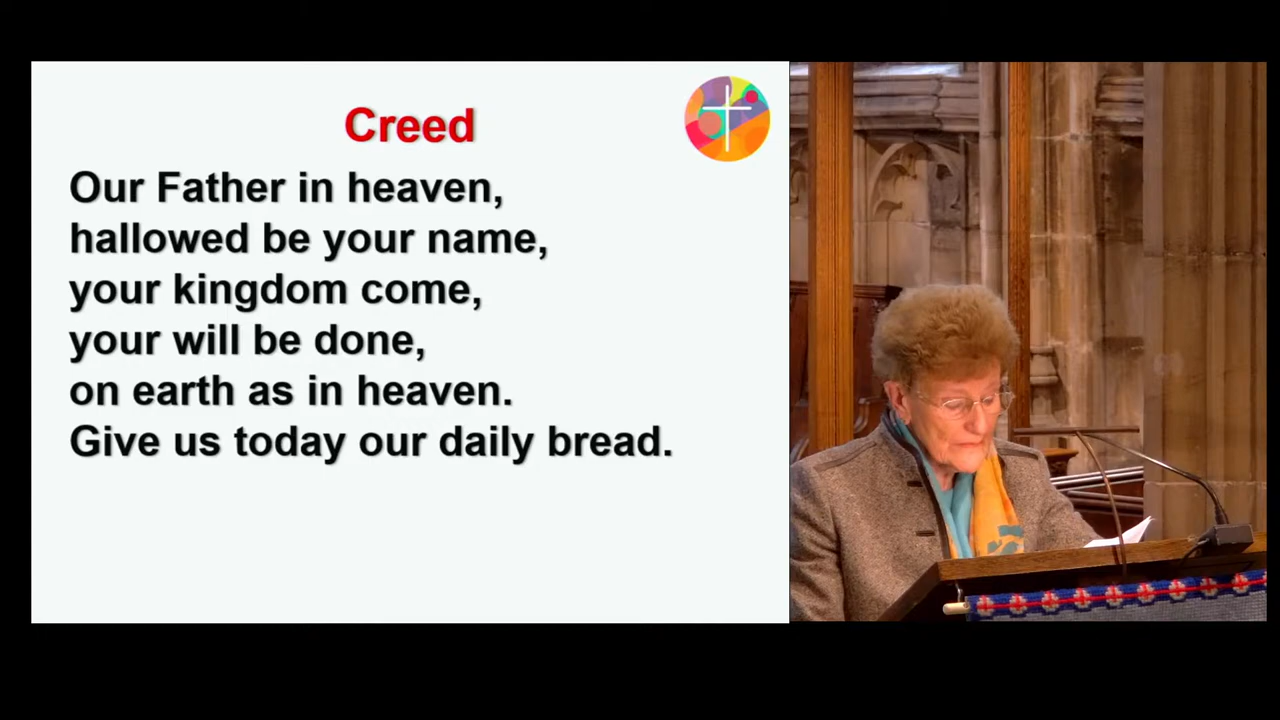 Creed
Our Father in heaven,
hallowed be your name,
your kingdom come,
your will be done,
on earth as in heaven.
Give us today our daily bread.